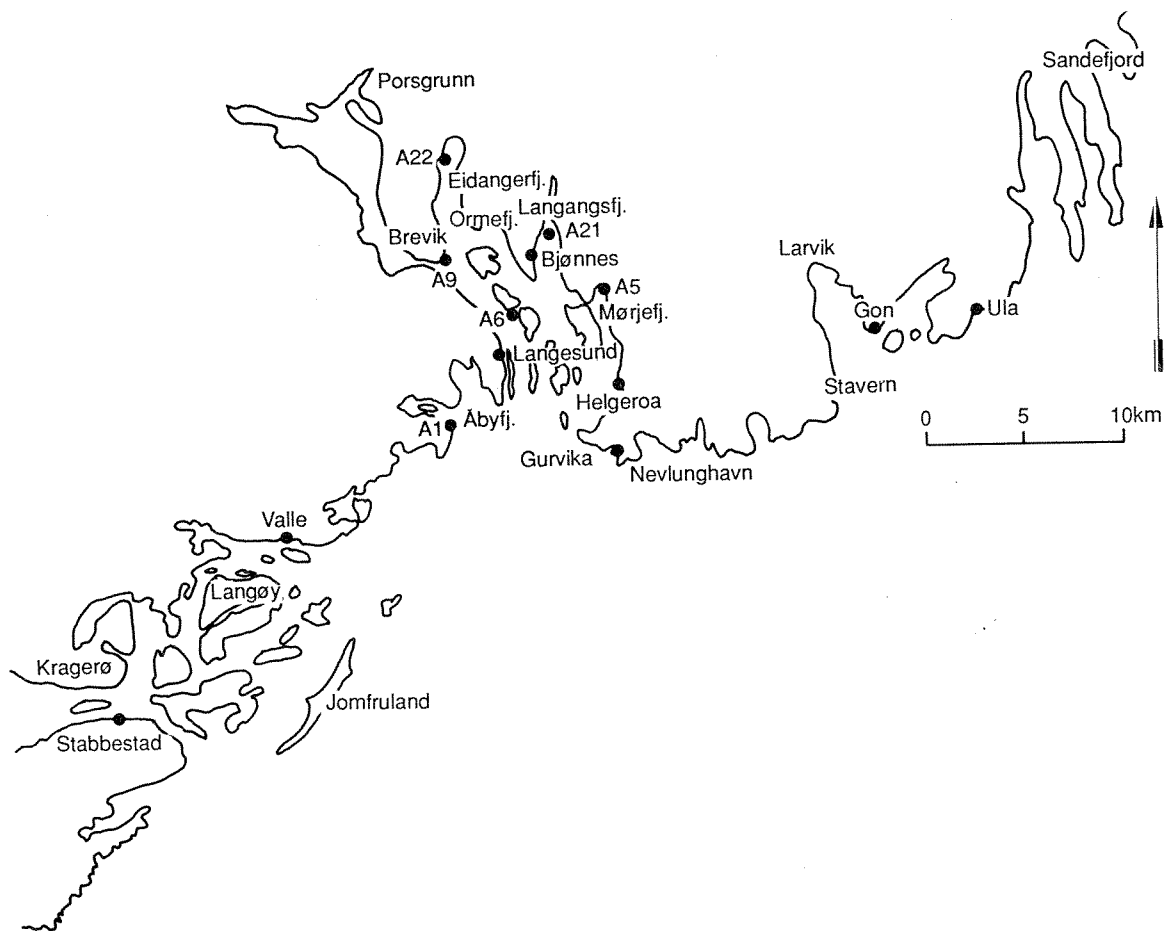 Sandefjord
Porsgrunn
A22
Eidangerfj.
Langangsfj.
Ormefj.
A21
Brevik
Bjønnes
Larvik
A9
A5
Mørjefj.
Gon
Ula
A6
Langesund
Stavern
Helgeroa
0 5 10km
Åbyfj.
A1
Gurvika
Nevlunghavn
Valle
Langøy
Kragerø
Jomfruland
Stabbestad